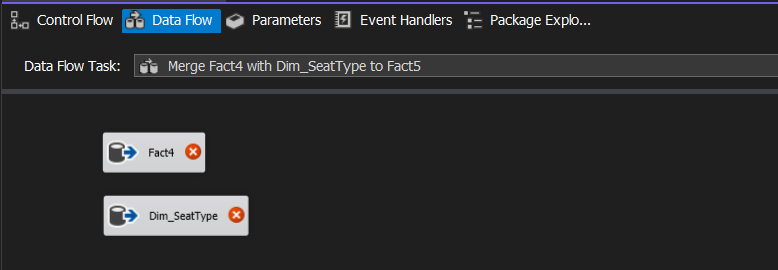 Control Flow Data Flow Parameters Event Handlers Package Explo...
Data Flow Task: Merge Fact4 with Dim_SeatType to Fact5
Fact4
Dim_SeatType